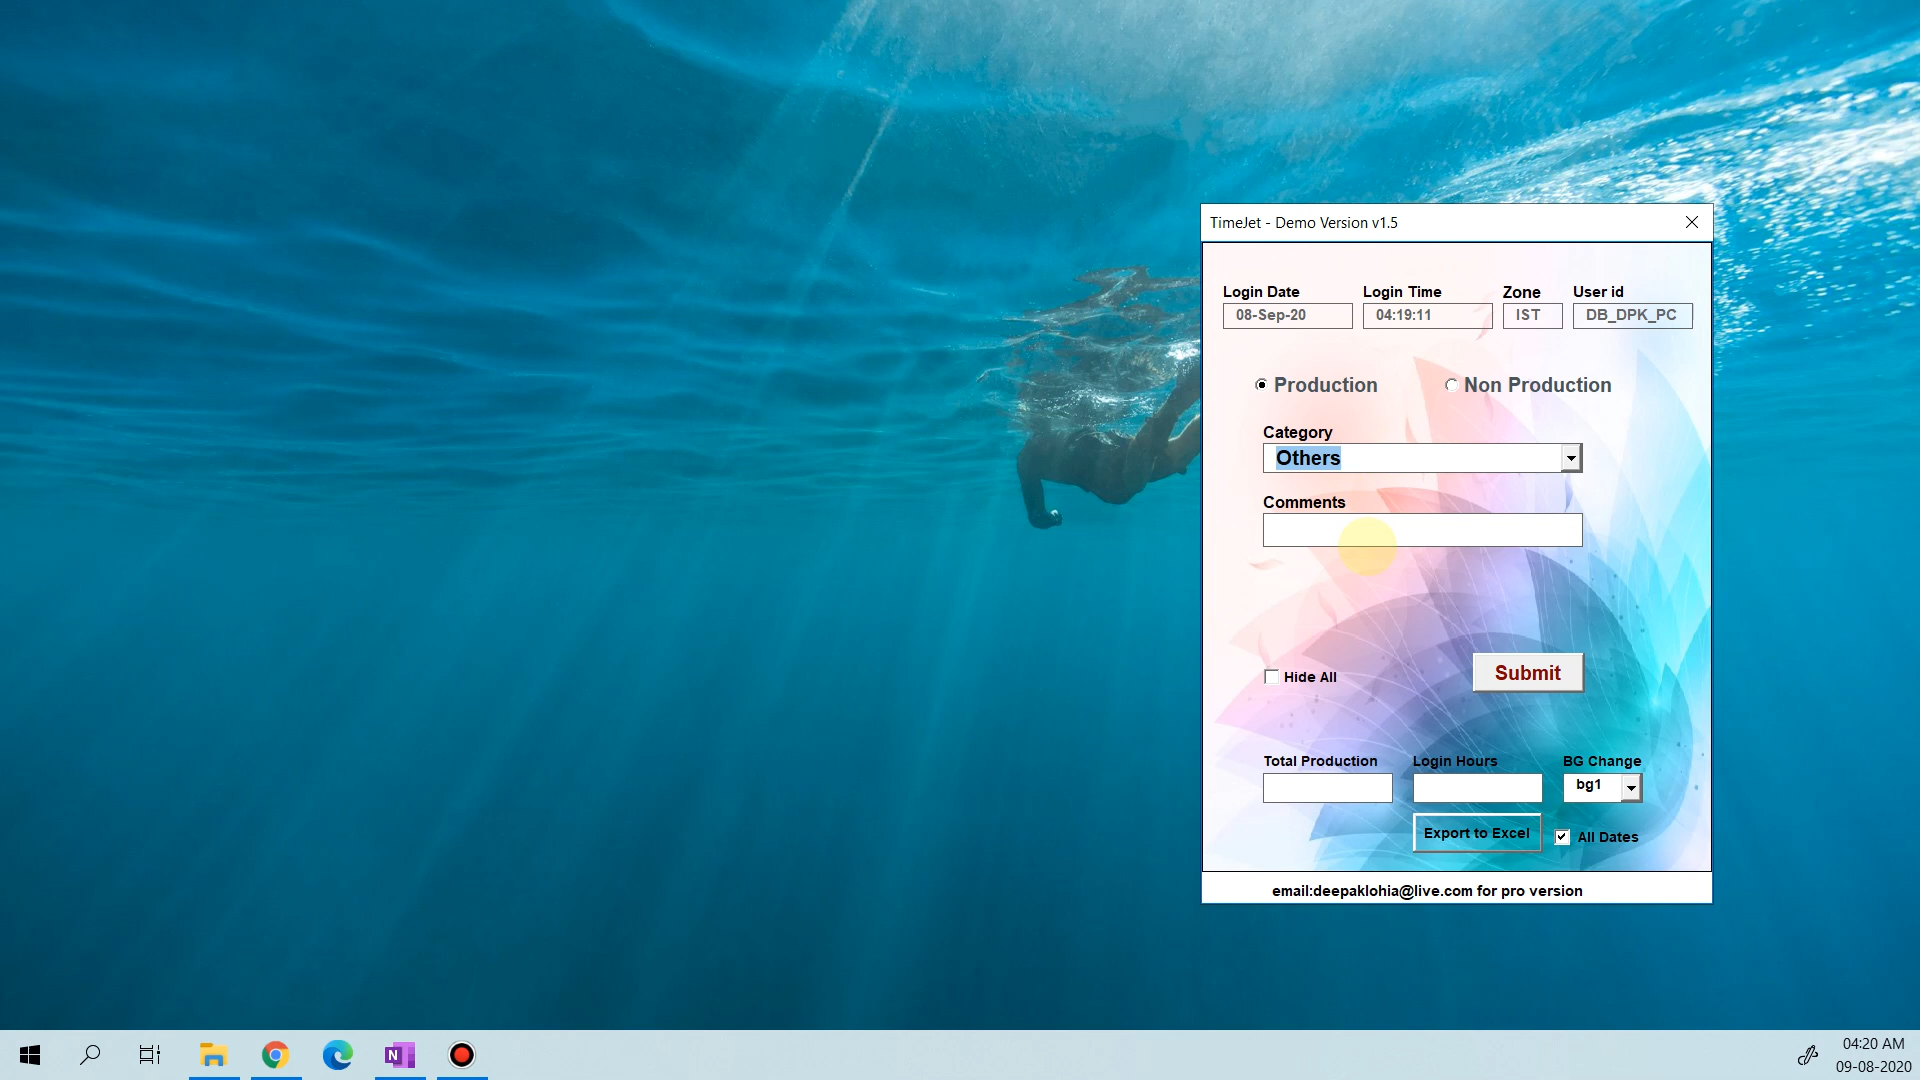 TimeJet - Demo Version v1.5
Login Date Login Time Zone User id
08-Sep-20 04:19:11 IST DB_DPK_PC
Production Non Production
Category
Others
Comments
Hide All Submit
Total Production Login Hours BG Change
bg1
Export to Excel All Dates
email:deepaklohia@live.com for pro version
N
04:20 AM
09-08-2020